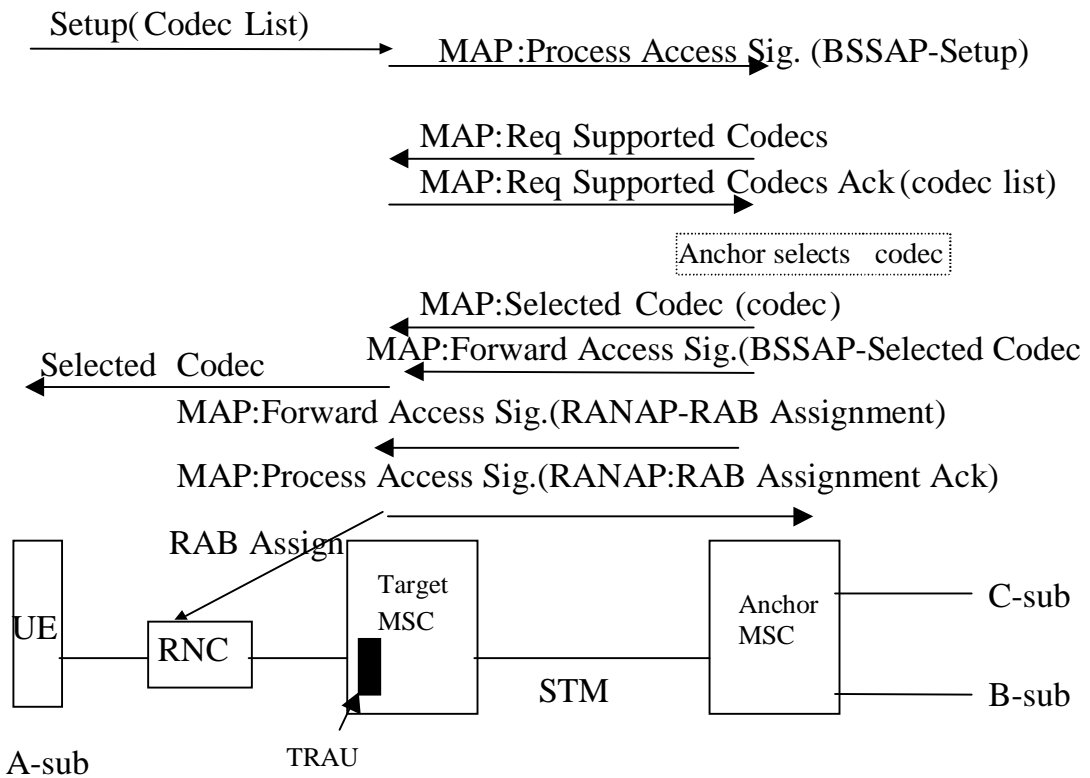 Setup(Codec List)
MAP:Process Access Sig. (BSSAP-Setup)
MAP:Req Supported Codecs
MAP:Req Supported Codecs Ack(codec list)
Anchor selects codec
MAP:Selected Codec (codec)
MAP:Forward Access Sig.(BSSAP-Selected Codec
Selected Codec
MAP:Forward Access Sig.(RANAP-RAB Assignment)
MAP:Process Access Sig.(RANAP:RAB Assignment Ack)
RAB Assign
UE
RNC
Target
MSC
Anchor
MSC
C-sub
STM
B-sub
A-sub
TRAU